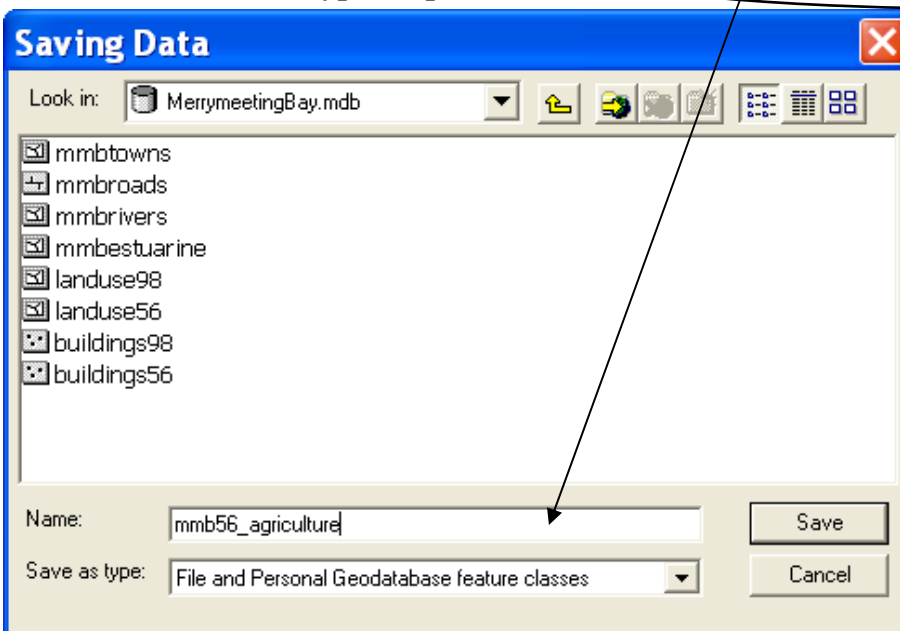 Saving Data
Look in: MerrymeetingBay.mdb
mmbtowns
mmbroads
mmbrivers
mmbestuarine
landuse98
landuse56
buildings98
buildings56
Name: mmb56_agriculture
Save
Save as type: File and Personal Geodatabase feature classes
Cancel